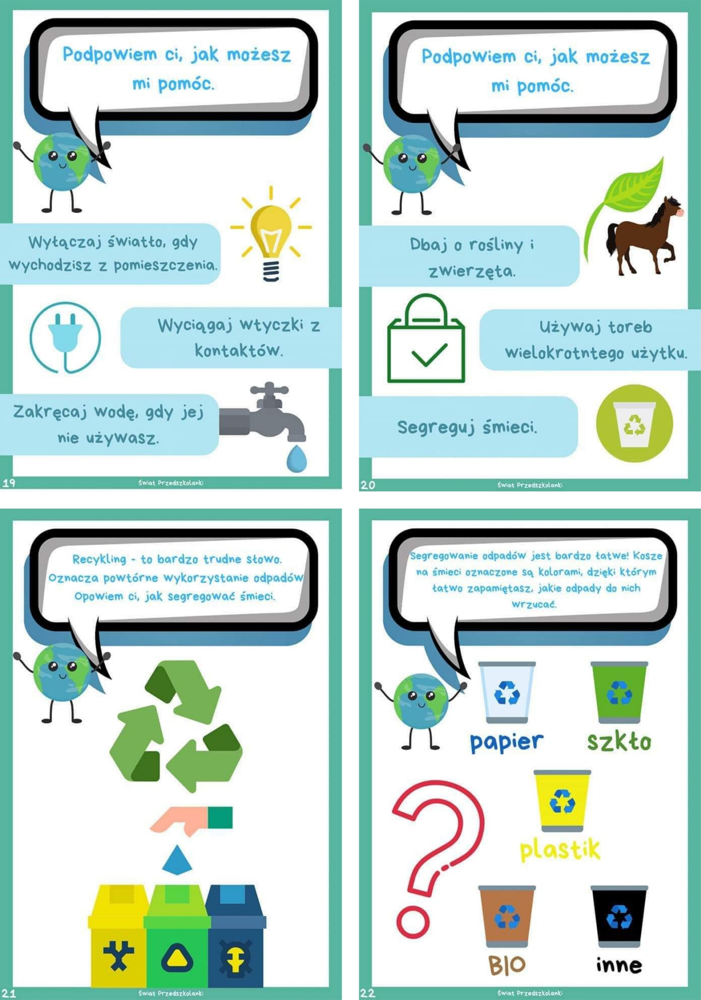 Podpowiem ci, jak możesz
mi pomóc.
Wyłączaj światło, gdy
wychodzisz z pomieszczenia.
Wyciągaj wtyczki z
kontaktów.
Zakręcaj wodę, gdy jej
nie używasz.
19
Świat Przedszkolanki
Podpowiem ci, jak możesz
mi pomóc.
Dbaj o rośliny i
zwierzęta.
Używaj toreb
wielokrotntego użytku.
Segreguj śmieci.
20
Świat Przedszkolanki
Recykling - to bardzo trudne słowo.
Oznacza powtórne wykorzystanie odpadów
Opowiem ci, jak segregować śmieci.
21
Świat Przedszkolanki
Segregowanie odpadów jest bardzo łatwe! Kosze
na śmieci oznaczone są kolorami, dzięki którym
łatwo zapamiętasz, jakie odpady do nich
wrzucać.
papier
szkło
plastik
BIO
inne
22
Świat Przedszkolanki